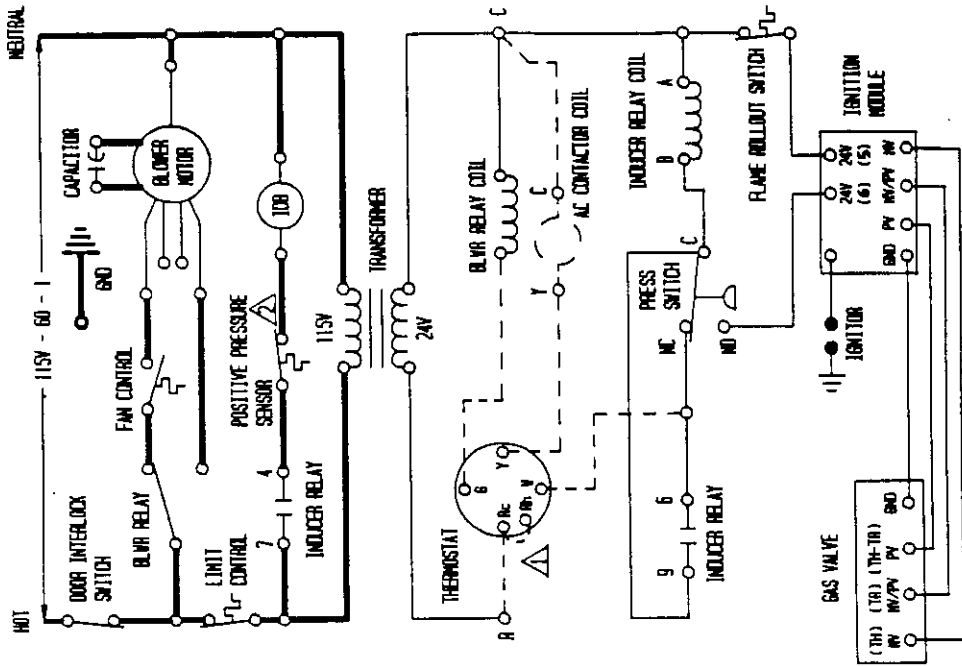 HOT
115V - 60 - 1
NEUTRAL
DOOR INTERLOCK
SWITCH
BLWR RELAY
FAN CONTROL
GND
CAPACITOR
BLOWER
MOTOR
LIMIT
CONTROL
7
4
INDUCER RELAY
POSITIVE PRESSURE
SENSOR
2
IDB
115V
TRANSFORMER
24V
R
THERMOSTAT
G
Rc
Y
Rh
W
1
BLWR RELAY COIL
C
Y
C
AC CONTACTOR COIL
INDUCER RELAY COIL
B
A
9
6
INDUCER RELAY
NC
PRESS
SWITCH
C
NO
FLAME ROLLOUT SWITCH
IGNITION
MODULE
IGNITOR
24V
(6)
24V
(5)
GND
PV
MV/PV
MV
GAS VALVE
(TH)
(TR)
(TH-TR)
MV
MV/PV
PV
GND